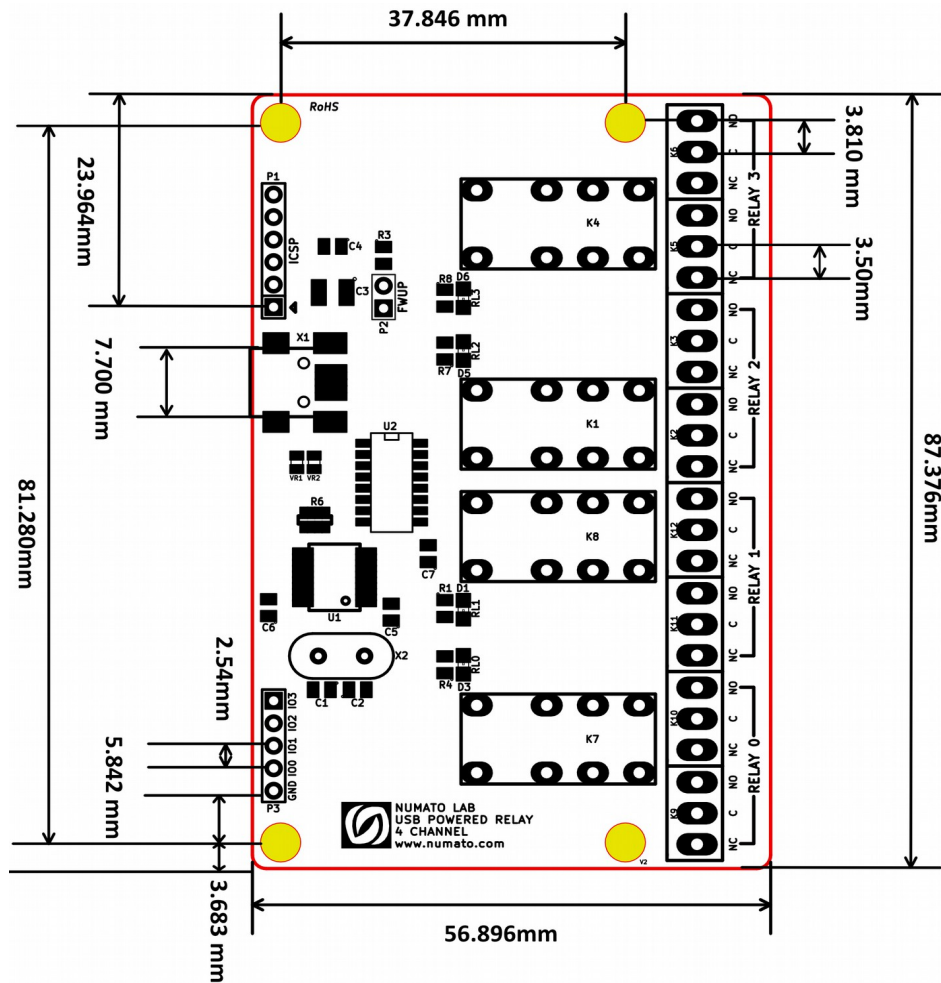 37.846 mm
RoHS
3.810 mm
23.964mm
P1
ICSP
R3
C4
C3
FWUP
P2
K4
R8 D6
RL3
NO
C
NC
K6
RELAY 3
NO
C
NC
K5
3.50mm
7.700 mm
X1
RL2
R7 D5
K1
NO
C
NC
K3
RELAY 2
NO
C
NC
K2
87.376mm
81.280mm
U2
VR1 VR2
R6
K8
C7
NO
C
NC
K12
RELAY 1
NO
C
NC
K11
U1
C6
C5
R1 D1
RL1
X2
C1 C2
RL0
R4 D3
K7
NO
C
NC
K10
RELAY 0
NO
C
NC
K9
2.54mm
5.842 mm
IO3
IO2
IO1
IO0
GND
P3
NUMATO LAB
USB POWERED RELAY
4 CHANNEL
www.numato.com
V2
3.683 mm
56.896mm